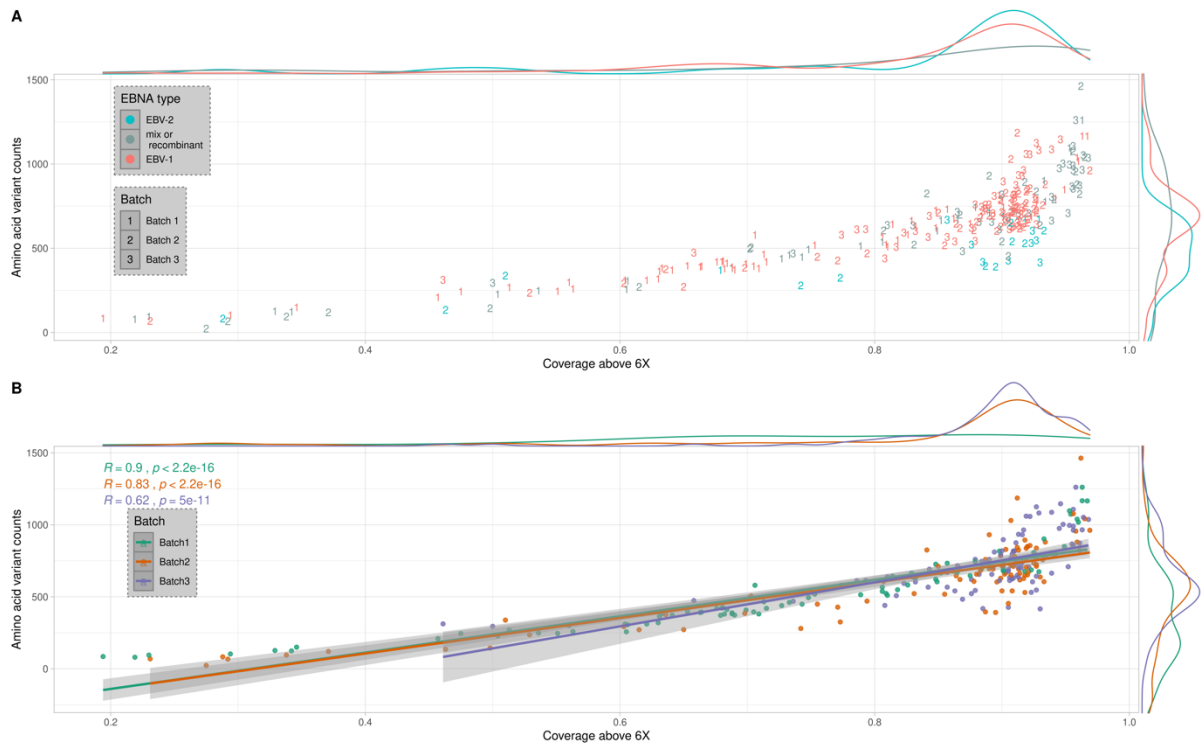 A
1500
1000
500
0
Amino acid variant counts
EBNA type
EBV-2
mix or
recombinant
EBV-1
Batch
1 Batch 1
2 Batch 2
3 Batch 3
0.2 0.4 0.6 0.8 1.0
Coverage above 6X
B
1500
1000
500
0
Amino acid variant counts
R = 0.9 , p < 2.2e-16
R = 0.83 , p < 2.2e-16
R = 0.62 , p = 5e-11
Batch
Batch1
Batch2
Batch3
0.2 0.4 0.6 0.8 1.0
Coverage above 6X